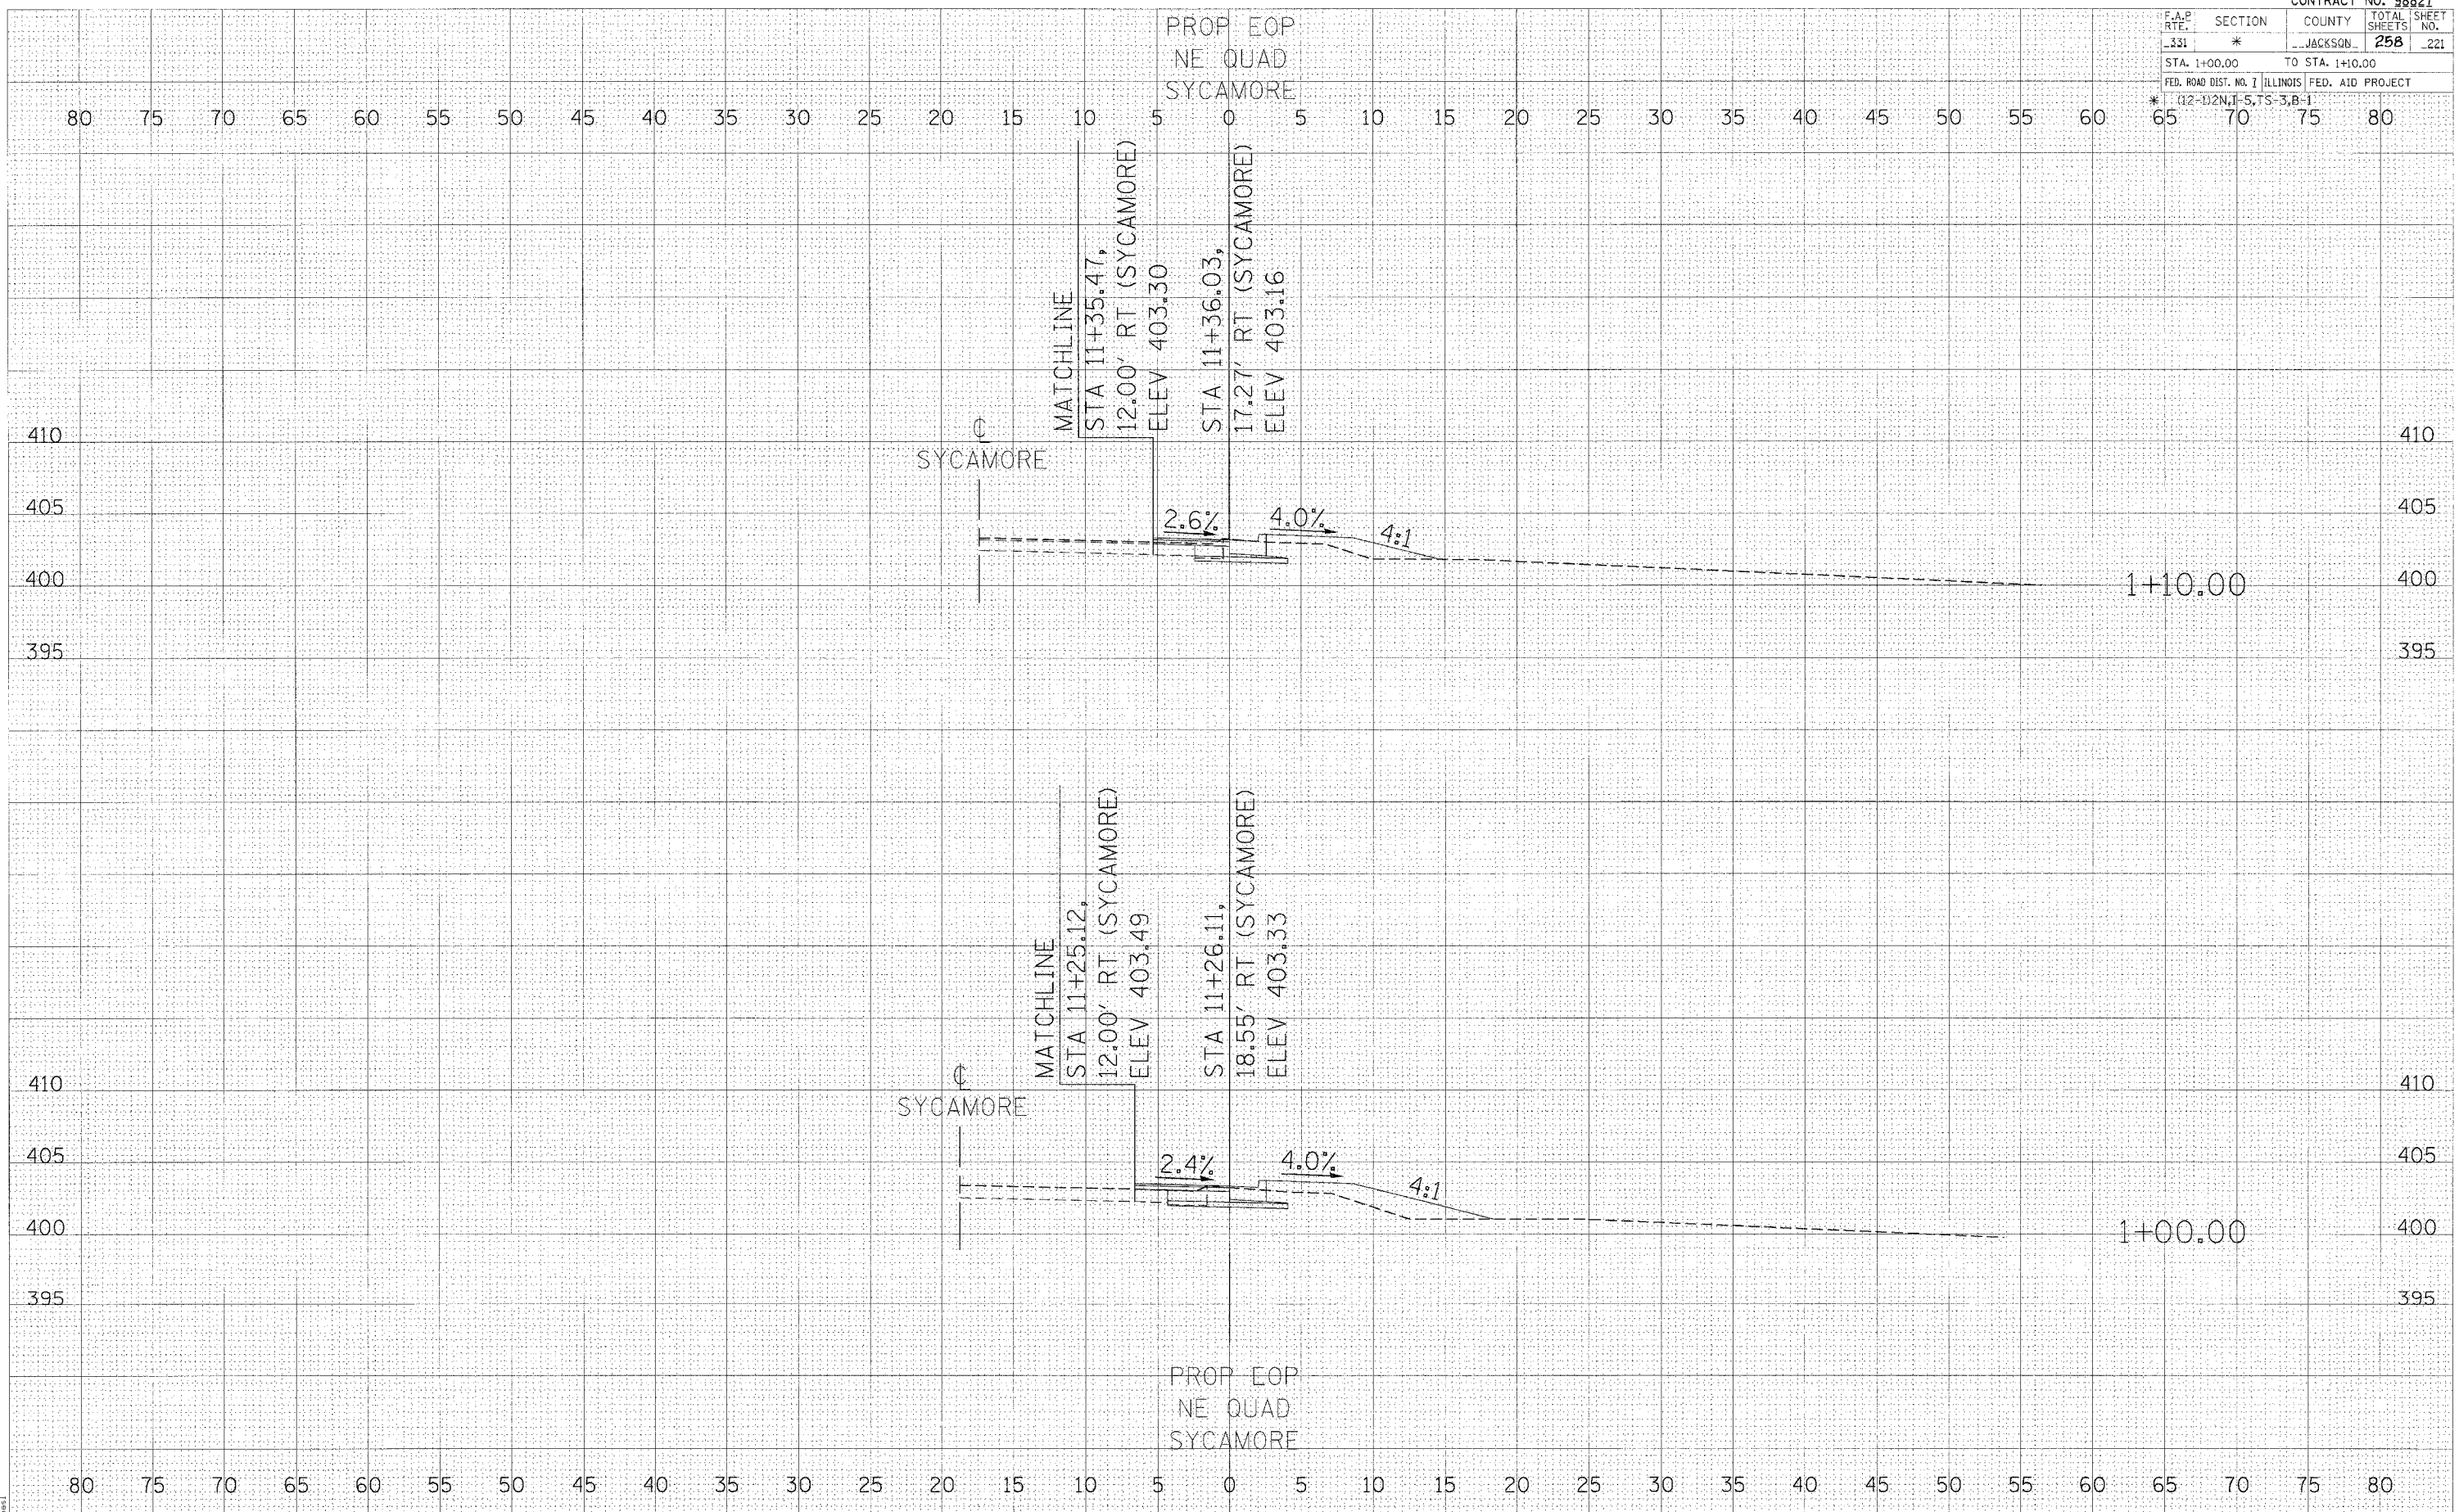 CONTRACT NO. 98821
F.A.P. RTE. SECTION COUNTY TOTAL SHEETS SHEET NO.
331 * JACKSON 258 221
STA. 1+00.00 TO STA. 1+10.00
FED. ROAD DIST. NO. 7 ILLINOIS FED. AID PROJECT
* (12-1)2N,I-5,TS-3,B-1
PROP EOP
NE QUAD
SYCAMORE
80 75 70 65 60 55 50 45 40 35 30 25 20 15 10 5 0 5 10 15 20 25 30 35 40 45 50 55 60 65 70 75 80
MATCHLINE
STA 11+35.47,
12.00' RT (SYCAMORE)
ELEV 403.30
STA 11+36.03,
17.27' RT (SYCAMORE)
ELEV 403.16
410 410
℄
SYCAMORE
405 405
2.6% 4.0% 4:1
400 1+10.00 400
395 395
MATCHLINE
STA 11+25.12,
12.00' RT (SYCAMORE)
ELEV 403.49
STA 11+26.11,
18.55' RT (SYCAMORE)
ELEV 403.33
410 410
℄
SYCAMORE
405 405
2.4% 4.0% 4:1
400 1+00.00 400
395 395
PROP EOP
NE QUAD
SYCAMORE
80 75 70 65 60 55 50 45 40 35 30 25 20 15 10 5 0 5 10 15 20 25 30 35 40 45 50 55 60 65 70 75 80